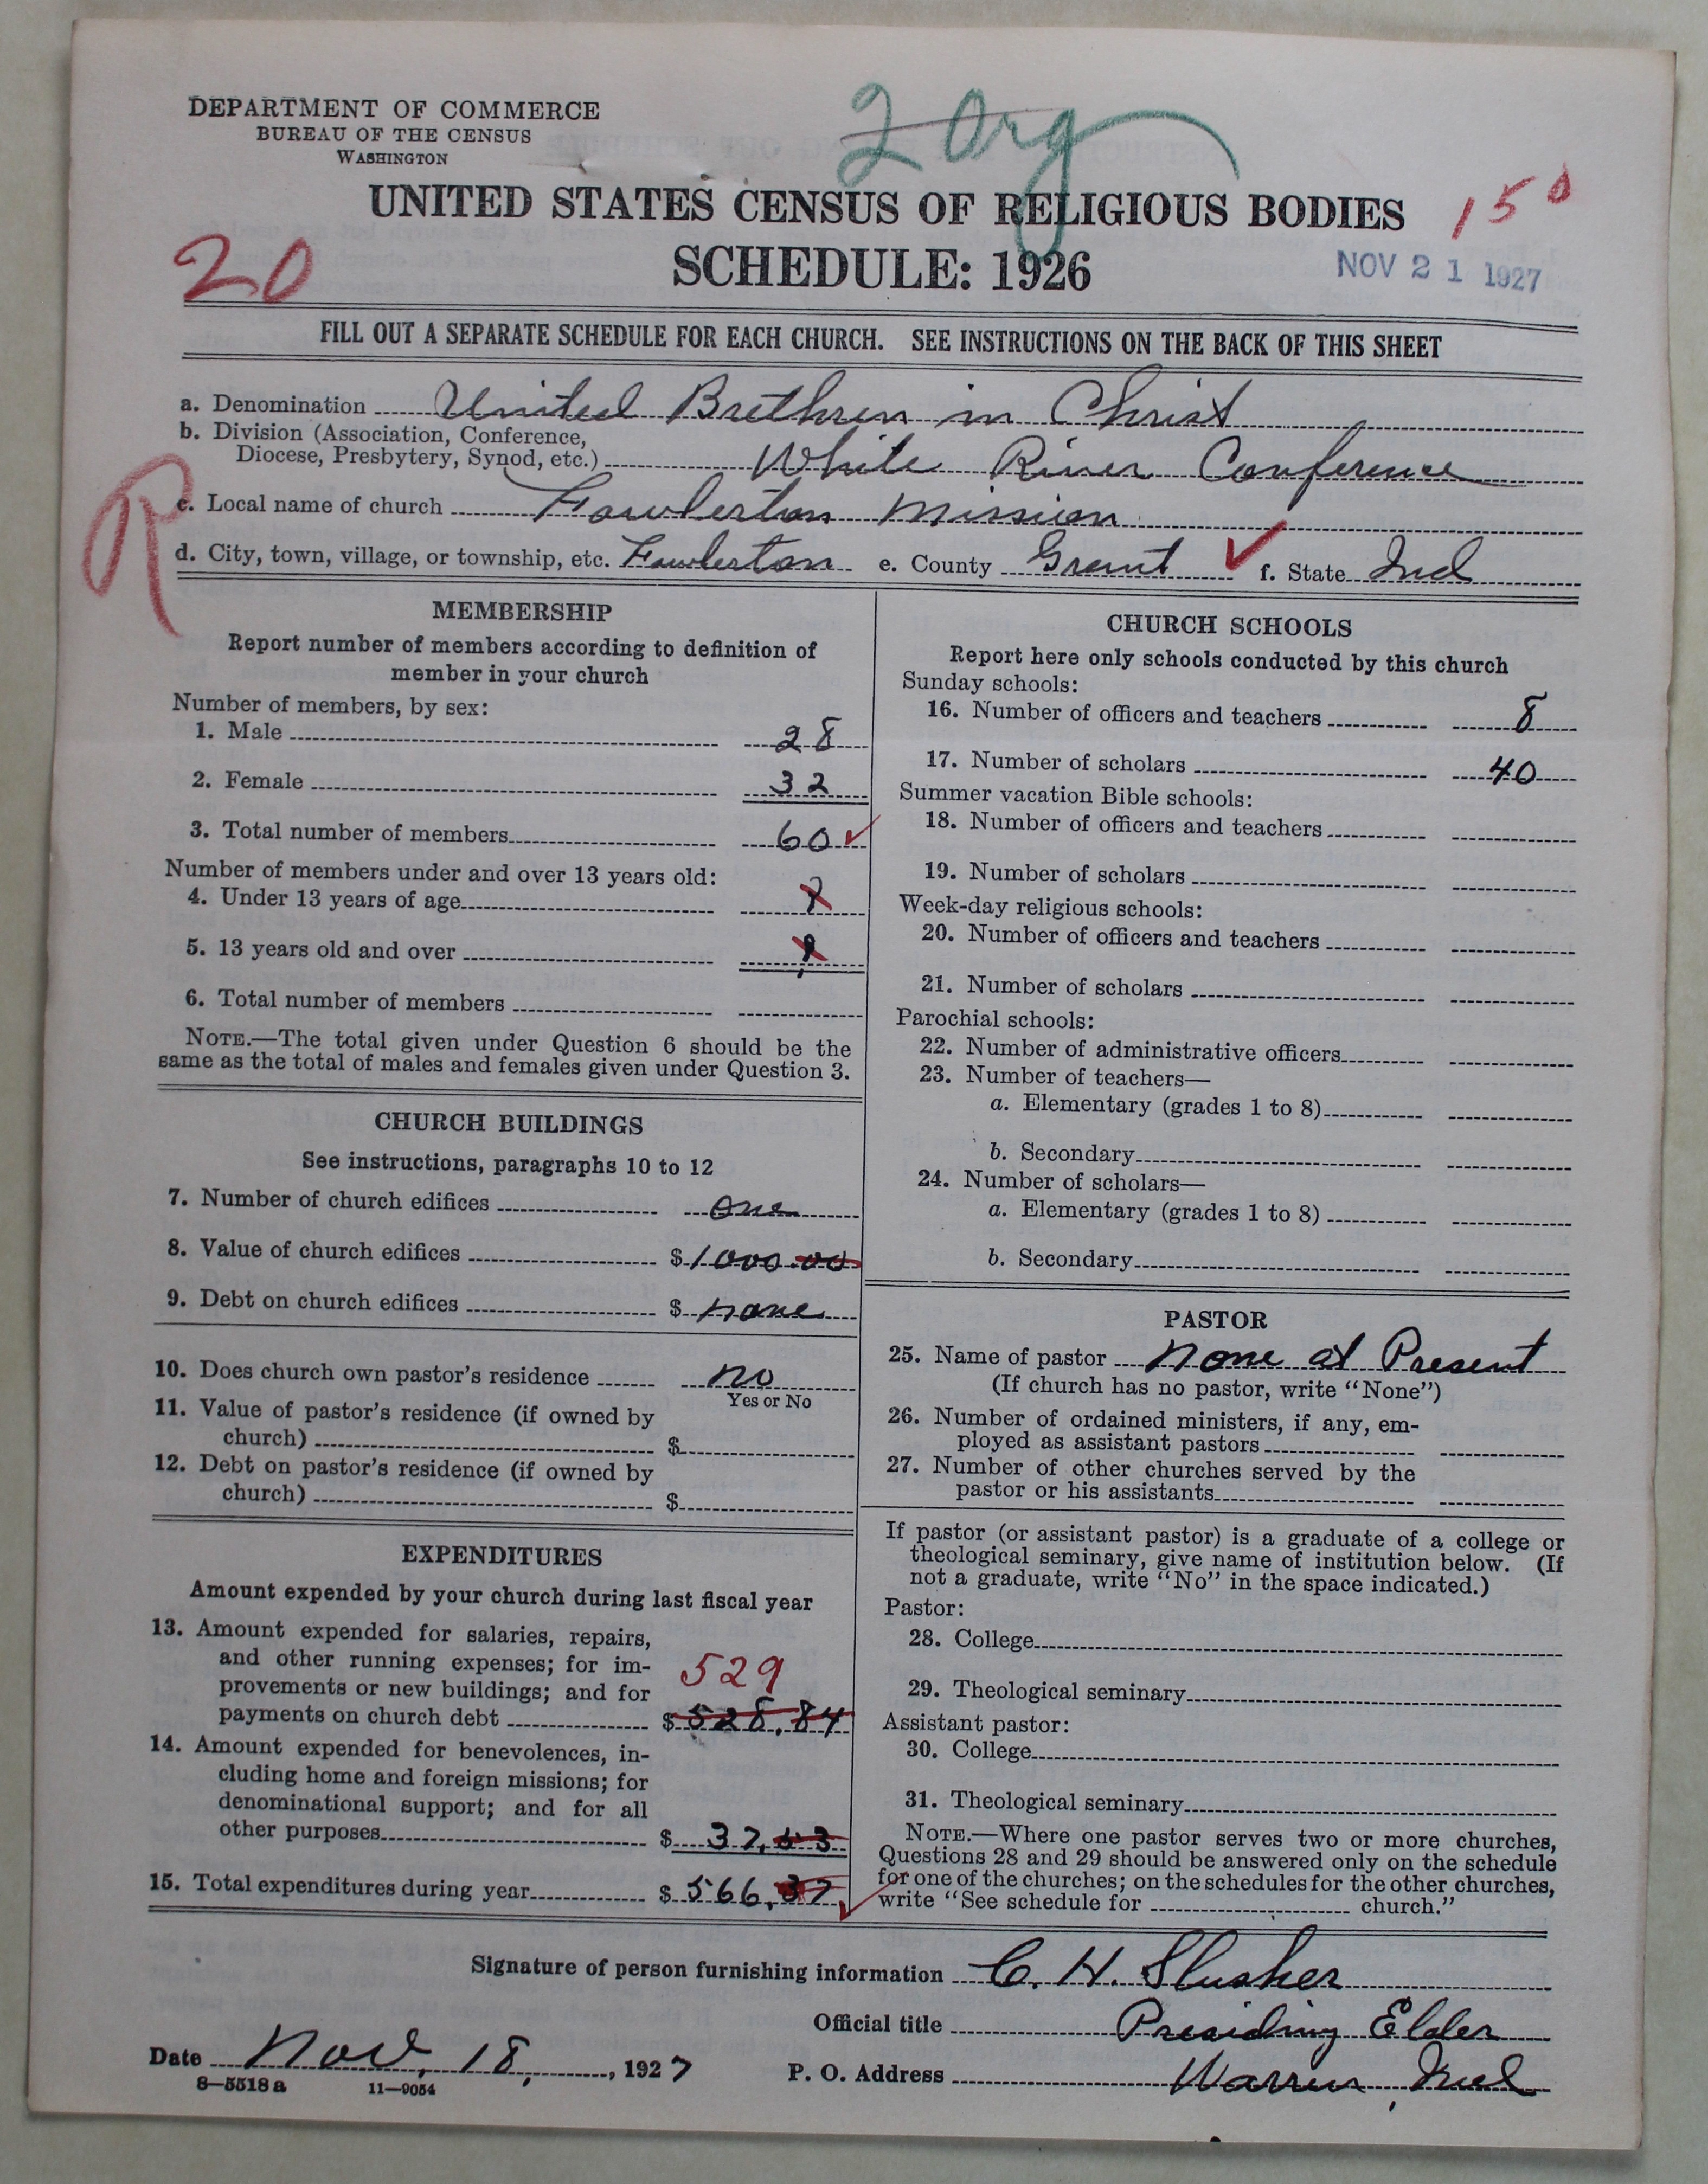 2 Org
DEPARTMENT OF COMMERCE
BUREAU OF THE CENSUS
WASHINGTON
UNITED STATES CENSUS OF RELIGIOUS BODIES
150
20
SCHEDULE: 1926
NOV 21 1927
FILL OUT A SEPARATE SCHEDULE FOR EACH CHURCH. SEE INSTRUCTIONS ON THE BACK OF THIS SHEET
a. Denomination United Brethren in Christ
b. Division (Association, Conference,
Diocese, Presbytery, Synod, etc.) White River Conference
R
c. Local name of church Fowlerton Mission
d. City, town, village, or township, etc. Fowlerton e. County Grant ✓ f. State Ind
MEMBERSHIP
Report number of members according to definition of
member in your church
Number of members, by sex:
1. Male 28
2. Female 32
3. Total number of members 60 ✓
Number of members under and over 13 years old:
4. Under 13 years of age
5. 13 years old and over
6. Total number of members
NOTE.—The total given under Question 6 should be the
same as the total of males and females given under Question 3.
CHURCH BUILDINGS
See instructions, paragraphs 10 to 12
7. Number of church edifices one
8. Value of church edifices $1000.00
9. Debt on church edifices $ none
10. Does church own pastor's residence no
Yes or No
11. Value of pastor's residence (if owned by
church) $
12. Debt on pastor's residence (if owned by
church) $
EXPENDITURES
Amount expended by your church during last fiscal year
13. Amount expended for salaries, repairs,
and other running expenses; for im-
provements or new buildings; and for 529
payments on church debt $528.84
14. Amount expended for benevolences, in-
cluding home and foreign missions; for
denominational support; and for all
other purposes $ 37.53
15. Total expenditures during year $ 566.37 ✓
CHURCH SCHOOLS
Report here only schools conducted by this church
Sunday schools:
16. Number of officers and teachers 8
17. Number of scholars 40
Summer vacation Bible schools:
18. Number of officers and teachers
19. Number of scholars
Week-day religious schools:
20. Number of officers and teachers
21. Number of scholars
Parochial schools:
22. Number of administrative officers
23. Number of teachers—
a. Elementary (grades 1 to 8)
b. Secondary
24. Number of scholars—
a. Elementary (grades 1 to 8)
b. Secondary
PASTOR
25. Name of pastor None at Present
(If church has no pastor, write "None")
26. Number of ordained ministers, if any, em-
ployed as assistant pastors
27. Number of other churches served by the
pastor or his assistants
If pastor (or assistant pastor) is a graduate of a college or
theological seminary, give name of institution below. (If
not a graduate, write "No" in the space indicated.)
Pastor:
28. College
29. Theological seminary
Assistant pastor:
30. College
31. Theological seminary
NOTE.—Where one pastor serves two or more churches,
Questions 28 and 29 should be answered only on the schedule
for one of the churches; on the schedules for the other churches,
write "See schedule for church."
Signature of person furnishing information C. H. Slusher
Official title Presiding Elder
Date Nov. 18, 1927 P. O. Address Warren, Ind
8—5518a 11—9054